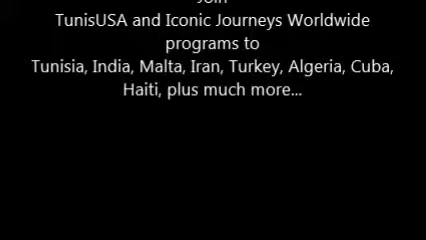 Join
TunisUSA and Iconic Journeys Worldwide
programs to
Tunisia, India, Malta, Iran, Turkey, Algeria, Cuba,
Haiti, plus much more...